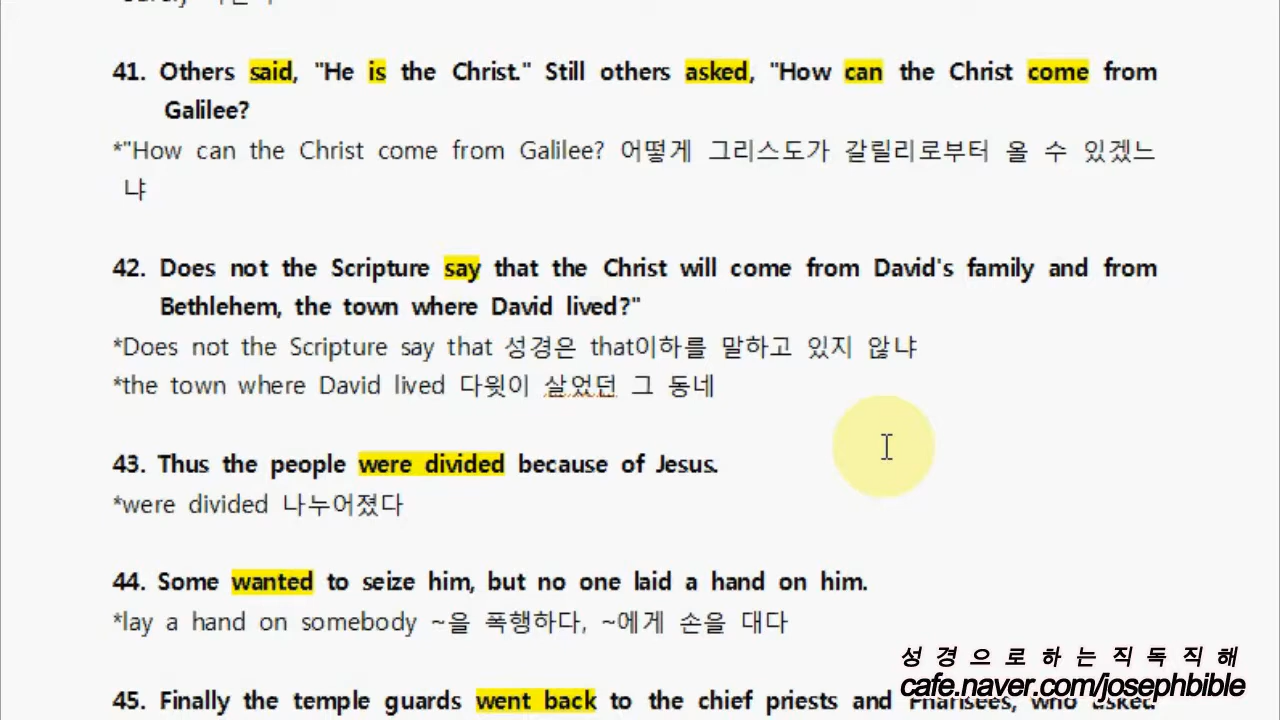 41. Others said, "He is the Christ." Still others asked, "How can the Christ come from
Galilee?
*"How can the Christ come from Galilee? 어떻게 그리스도가 갈릴리로부터 올 수 있겠느
냐
42. Does not the Scripture say that the Christ will come from David's family and from
Bethlehem, the town where David lived?"
*Does not the Scripture say that 성경은 that이하를 말하고 있지 않냐
*the town where David lived 다윗이 살었던 그 동네
43. Thus the people were divided because of Jesus.
*were divided 나누어졌다
44. Some wanted to seize him, but no one laid a hand on him.
*lay a hand on somebody ~을 폭행하다, ~에게 손을 대다
성경으로하는직독직해
cafe.naver.com/josephbible
45. Finally the temple guards went back to the chief priests and Pharisees, who asked